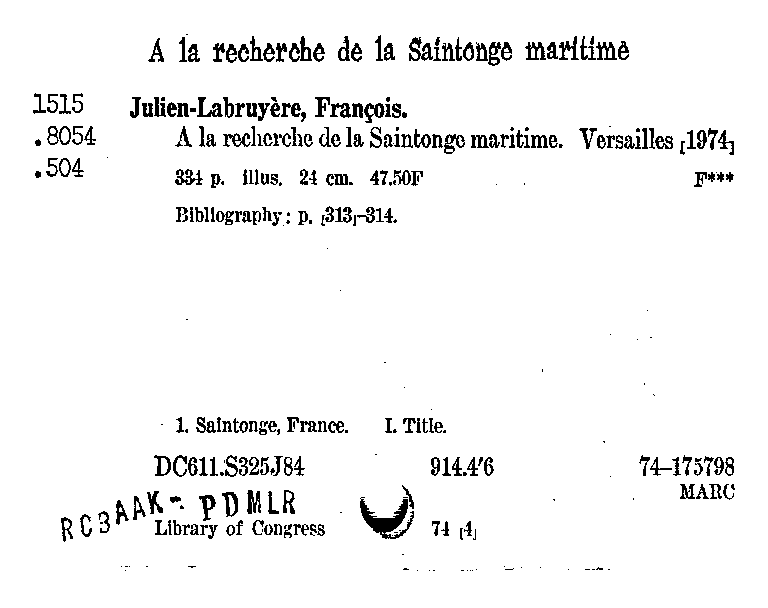 A la recherche de la Saintonge maritime
1515 Julien-Labruyère, François.
.8054 A la recherche de la Saintonge maritime. Versailles [1974]
.504 334 p. illus. 24 cm. 47.50F F***
Bibliography: p. [313]-314.
1. Saintonge, France. I. Title.
DC611.S325J84 914.4′6 74-175798
MARC
RC3AAK- PDMLR
Library of Congress 74 [4]